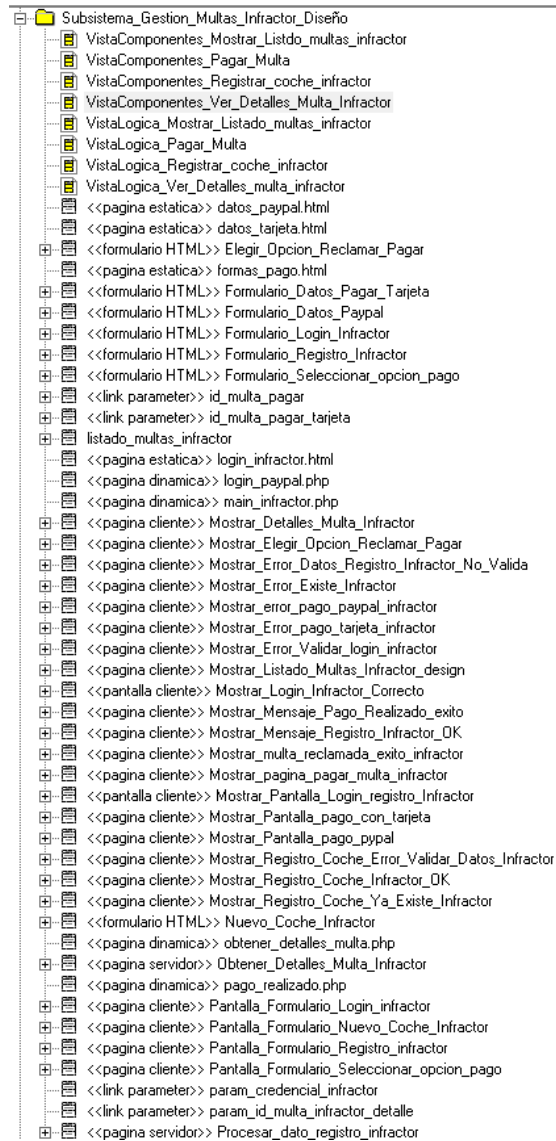 Subsistema_Gestion_Multas_Infractor_Diseño
VistaComponentes_Mostrar_Listdo_multas_infractor
VistaComponentes_Pagar_Multa
VistaComponentes_Registrar_coche_infractor
VistaComponentes_Ver_Detalles_Multa_Infractor
VistaLogica_Mostrar_Listado_multas_infractor
VistaLogica_Pagar_Multa
VistaLogica_Registrar_coche_infractor
VistaLogica_Ver_Detalles_multa_infractor
<<pagina estatica>> datos_paypal.html
<<pagina estatica>> datos_tarjeta.html
<<formulario HTML>> Elegir_Opcion_Reclamar_Pagar
<<pagina estatica>> formas_pago.html
<<formulario HTML>> Formulario_Datos_Pagar_Tarjeta
<<formulario HTML>> Formulario_Datos_Paypal
<<formulario HTML>> Formulario_Login_Infractor
<<formulario HTML>> Formulario_Registro_Infractor
<<formulario HTML>> Formulario_Seleccionar_opcion_pago
<<link parameter>> id_multa_pagar
<<link parameter>> id_multa_pagar_tarjeta
listado_multas_infractor
<<pagina estatica>> login_infractor.html
<<pagina dinamica>> login_paypal.php
<<pagina dinamica>> main_infractor.php
<<pagina cliente>> Mostrar_Detalles_Multa_Infractor
<<pagina cliente>> Mostrar_Elegir_Opcion_Reclamar_Pagar
<<pagina cliente>> Mostrar_Error_Datos_Registro_Infractor_No_Valida
<<pagina cliente>> Mostrar_Error_Existe_Infractor
<<pagina cliente>> Mostrar_error_pago_paypal_infractor
<<pagina cliente>> Mostrar_Error_pago_tarjeta_infractor
<<pagina cliente>> Mostrar_Error_Validar_login_infractor
<<pagina cliente>> Mostrar_Listado_Multas_Infractor_design
<<pantalla cliente>> Mostrar_Login_Infractor_Correcto
<<pagina cliente>> Mostrar_Mensaje_Pago_Realizado_exito
<<pagina cliente>> Mostrar_Mensaje_Registro_Infractor_OK
<<pagina cliente>> Mostrar_multa_reclamada_exito_infractor
<<pagina cliente>> Mostrar_pagina_pagar_multa_infractor
<<pantalla cliente>> Mostrar_Pantalla_Login_registro_Infractor
<<pagina cliente>> Mostrar_Pantalla_pago_con_tarjeta
<<pagina cliente>> Mostrar_Pantalla_pago_pypal
<<pagina cliente>> Mostrar_Registro_Coche_Error_Validar_Datos_Infractor
<<pagina cliente>> Mostrar_Registro_Coche_Infractor_OK
<<pagina cliente>> Mostrar_Registro_Coche_Ya_Existe_Infractor
<<formulario HTML>> Nuevo_Coche_Infractor
<<pagina dinamica>> obtener_detalles_multa.php
<<pagina servidor>> Obtener_Detalles_Multa_Infractor
<<pagina dinamica>> pago_realizado.php
<<pagina cliente>> Pantalla_Formulario_Login_infractor
<<pagina cliente>> Pantalla_Formulario_Nuevo_Coche_Infractor
<<pagina cliente>> Pantalla_Formulario_Registro_infractor
<<pagina cliente>> Pantalla_Formulario_Seleccionar_opcion_pago
<<link parameter>> param_credencial_infractor
<<link parameter>> param_id_multa_infractor_detalle
<<pagina servidor>> Procesar_dato_registro_infractor